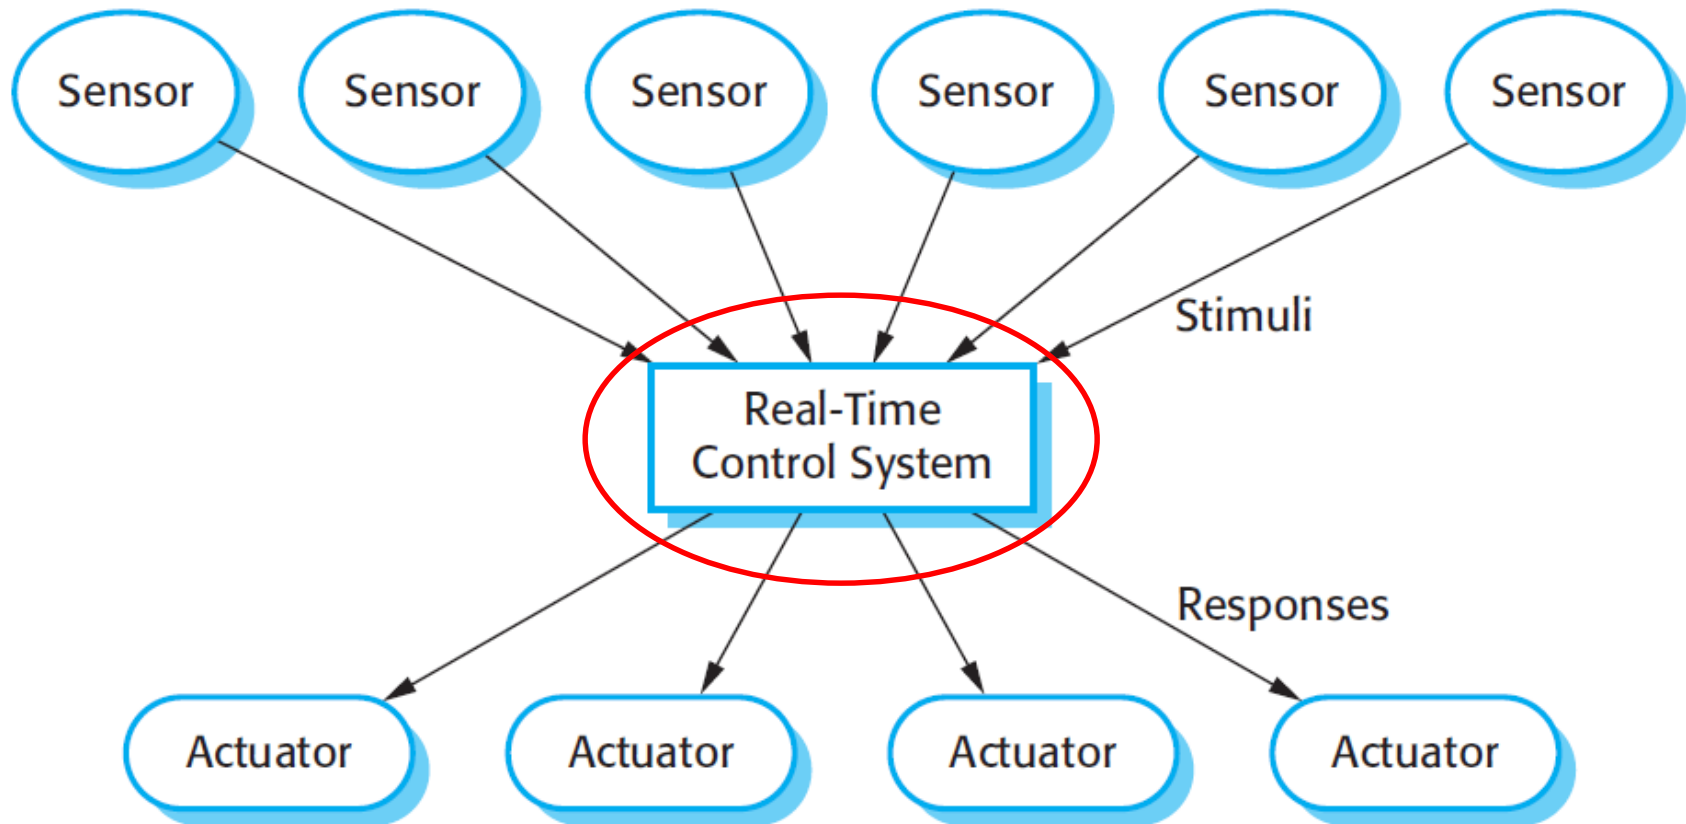 Sensor
Sensor
Sensor
Sensor
Sensor
Sensor
Stimuli
Real-Time
Control System
Responses
Actuator
Actuator
Actuator
Actuator